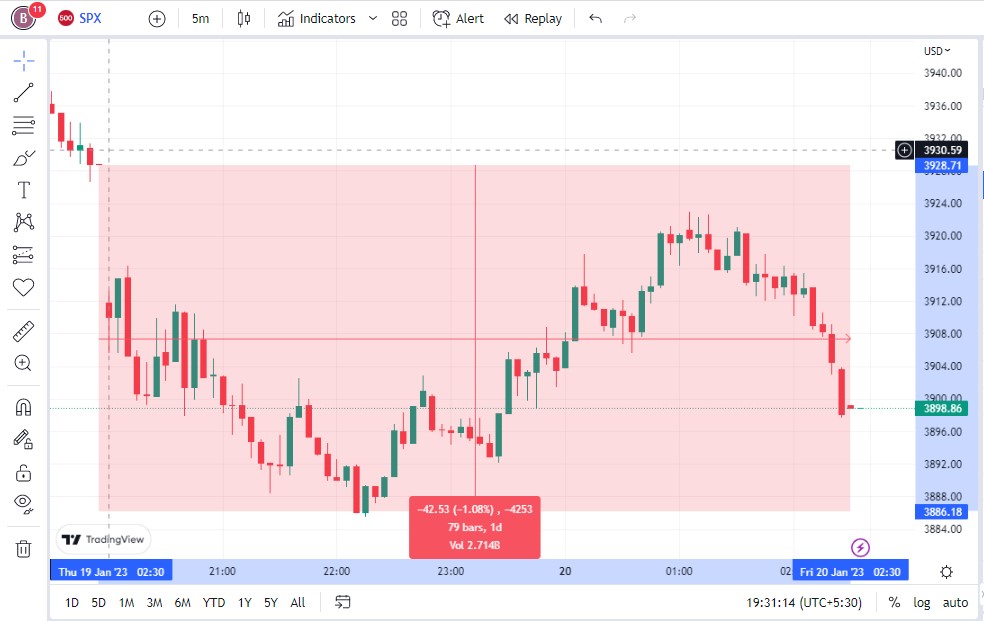 B 11 500 SPX 5m Indicators Alert Replay
USD
3940.00
3936.00
3932.00
3930.59
3928.71
3924.00
3920.00
3916.00
3912.00
3908.00
3904.00
3900.00
3898.86
3896.00
3892.00
3888.00
3886.18
3884.00
−42.53 (−1.08%) , −4253
79 bars, 1d
Vol 2.714B
TradingView
Thu 19 Jan '23 02:30 21:00 22:00 23:00 20 01:00 02: Fri 20 Jan '23 02:30
1D 5D 1M 3M 6M YTD 1Y 5Y All 19:31:14 (UTC+5:30) % log auto